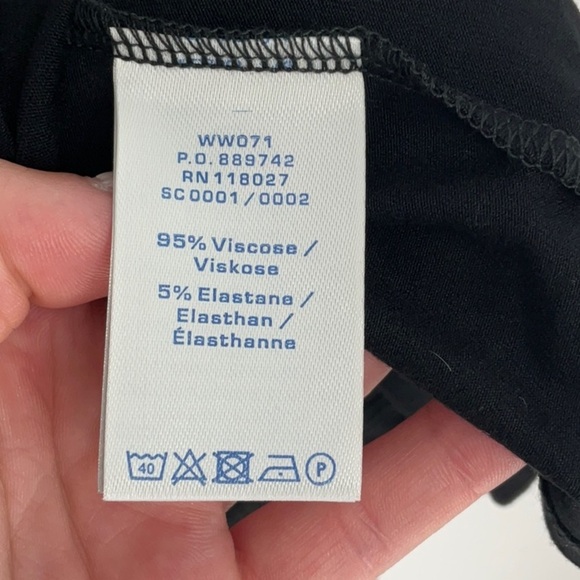 WW071
P.O. 889742
RN 118027
SC 0001 / 0002
95% Viscose /
Viskose
5% Elastane /
Elasthan /
Élasthanne
40 P